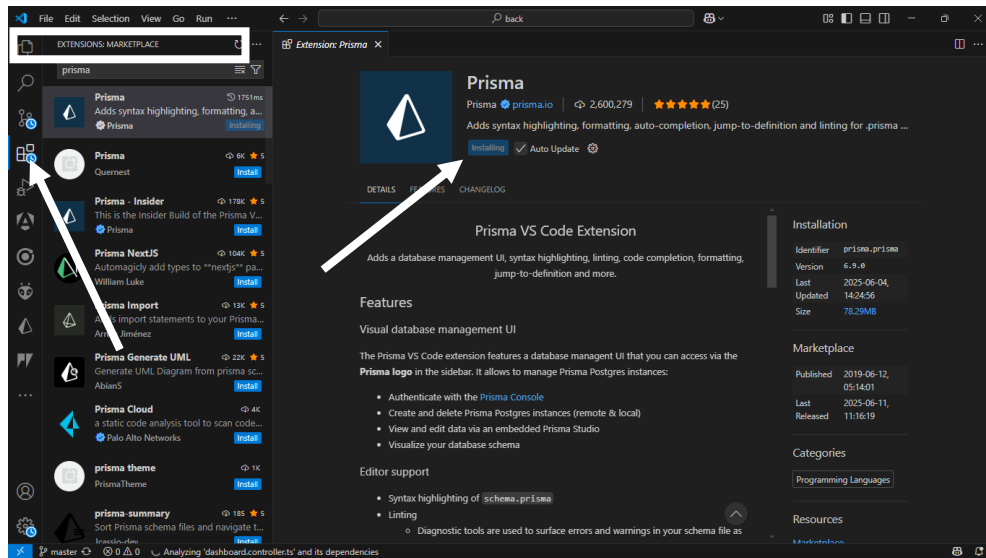 File Edit Selection View Go Run ...
back
EXTENSIONS: MARKETPLACE
Extension: Prisma
prisma
Prisma 1751ms
Adds syntax highlighting, formatting, a...
Prisma Installing
Prisma 6K 5
Quernest Install
Prisma - Insider 178K 5
This is the Insider Build of the Prisma V...
Prisma Install
Prisma NextJS 104K 5
Automagicly add types to **nextjs** pa...
William Luke Install
Prisma Import 13K 5
import statements to your Prisma...
Jiménez Install
Prisma Generate UML 22K 5
Generate UML Diagram from prisma sc...
AbianS Install
Prisma Cloud 4K
a static code analysis tool to scan code...
Palo Alto Networks Install
prisma theme 1K
PrismaTheme Install
prisma-summary 185 5
Sort Prisma schema files and navigate t...
Install
Prisma
Prisma prisma.io 2,600,279 (25)
Adds syntax highlighting, formatting, auto-completion, jump-to-definition and linting for .prisma ...
Installing Auto Update
DETAILS FEATURES CHANGELOG
Prisma VS Code Extension
Adds a database management UI, syntax highlighting, linting, code completion, formatting,
jump-to-definition and more.
Features
Visual database management UI
The Prisma VS Code extension features a database managent UI that you can access via the
Prisma logo in the sidebar. It allows to manage Prisma Postgres instances:
• Authenticate with the Prisma Console
• Create and delete Prisma Postgres instances (remote & local)
• View and edit data via an embedded Prisma Studio
• Visualize your database schema
Editor support
• Syntax highlighting of schema.prisma
• Linting
○ Diagnostic tools are used to surface errors and warnings in your schema file as
Installation
Identifier prisma.prisma
Version 6.9.0
Last 2025-06-04,
Updated 14:24:56
Size 78.29MB
Marketplace
Published 2019-06-12,
05:14:01
Last 2025-06-11,
Released 11:16:19
Categories
Programming Languages
Resources
Marketplace
master 0 0 Analyzing 'dashboard.controller.ts' and its dependencies